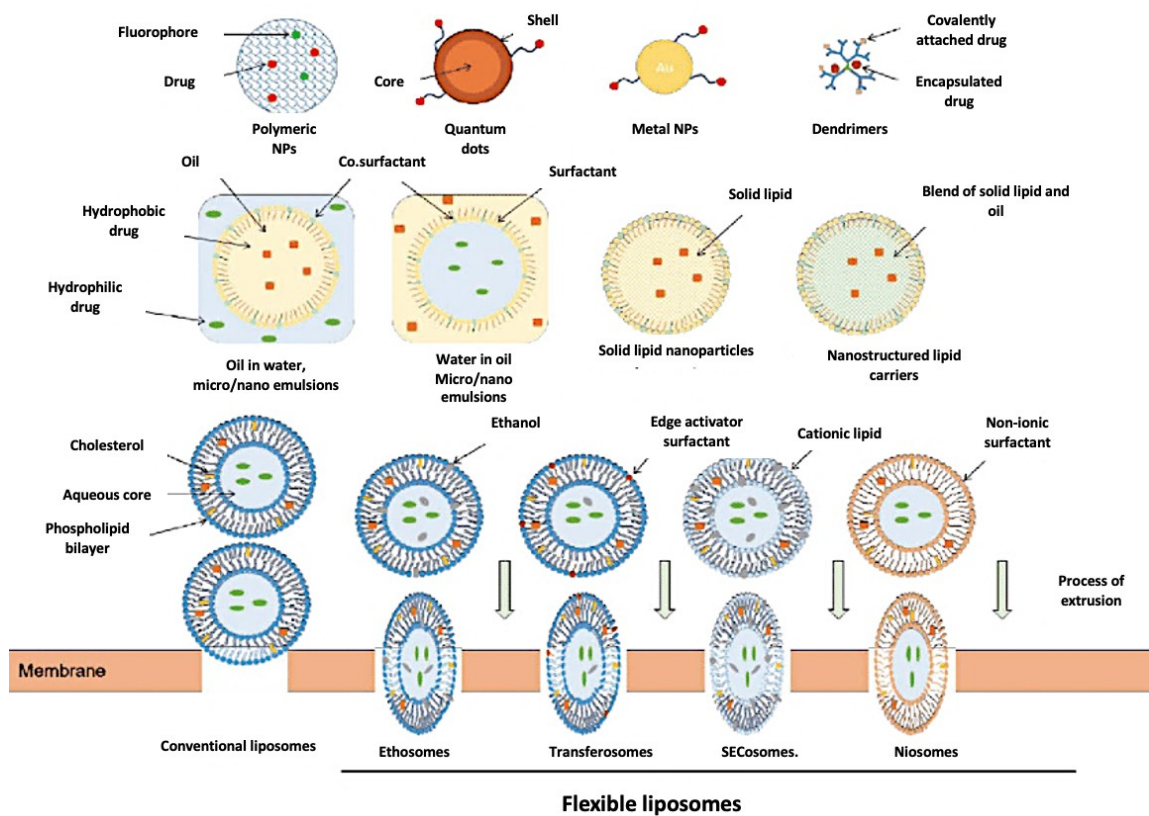 Fluorophore
Drug
Polymeric
NPs
Shell
Core
Quantum
dots
Au
Metal NPs
Covalently
attached drug
Encapsulated
drug
Dendrimers
Oil
Co.surfactant
Surfactant
Hydrophobic
drug
Hydrophilic
drug
Oil in water,
micro/nano emulsions
Water in oil
Micro/nano
emulsions
Solid lipid
Solid lipid nanoparticles
Blend of solid lipid and
oil
Nanostructured lipid
carriers
Cholesterol
Aqueous core
Phospholipid
bilayer
Ethanol
Edge activator
surfactant
Cationic lipid
Non-ionic
surfactant
Process of
extrusion
Membrane
Conventional liposomes
Ethosomes
Transferosomes
SECosomes.
Niosomes
Flexible liposomes